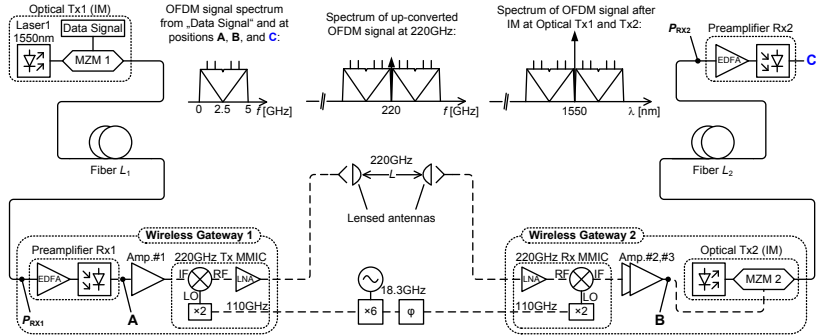 Optical Tx1 (IM)
Laser1
1550nm
Data Signal
MZM 1
OFDM signal spectrum
from „Data Signal“ and at
positions A, B, and C:
0 2.5 5 f [GHz]
Spectrum of up-converted
OFDM signal at 220GHz:
220 f [GHz]
Spectrum of OFDM signal after
IM at Optical Tx1 and Tx2:
1550 λ [nm]
PRX2
Preamplifier Rx2
EDFA
C
Fiber L1
220GHz
L
Lensed antennas
Fiber L2
Wireless Gateway 1
Preamplifier Rx1
EDFA
PRX1
A
Amp.#1
220GHz Tx MMIC
IF RF LNA
LO
×2
110GHz
18.3GHz
×6 φ
Wireless Gateway 2
220GHz Rx MMIC
LNA RF IF
LO
110GHz
×2
Amp.#2,#3
B
Optical Tx2 (IM)
MZM 2